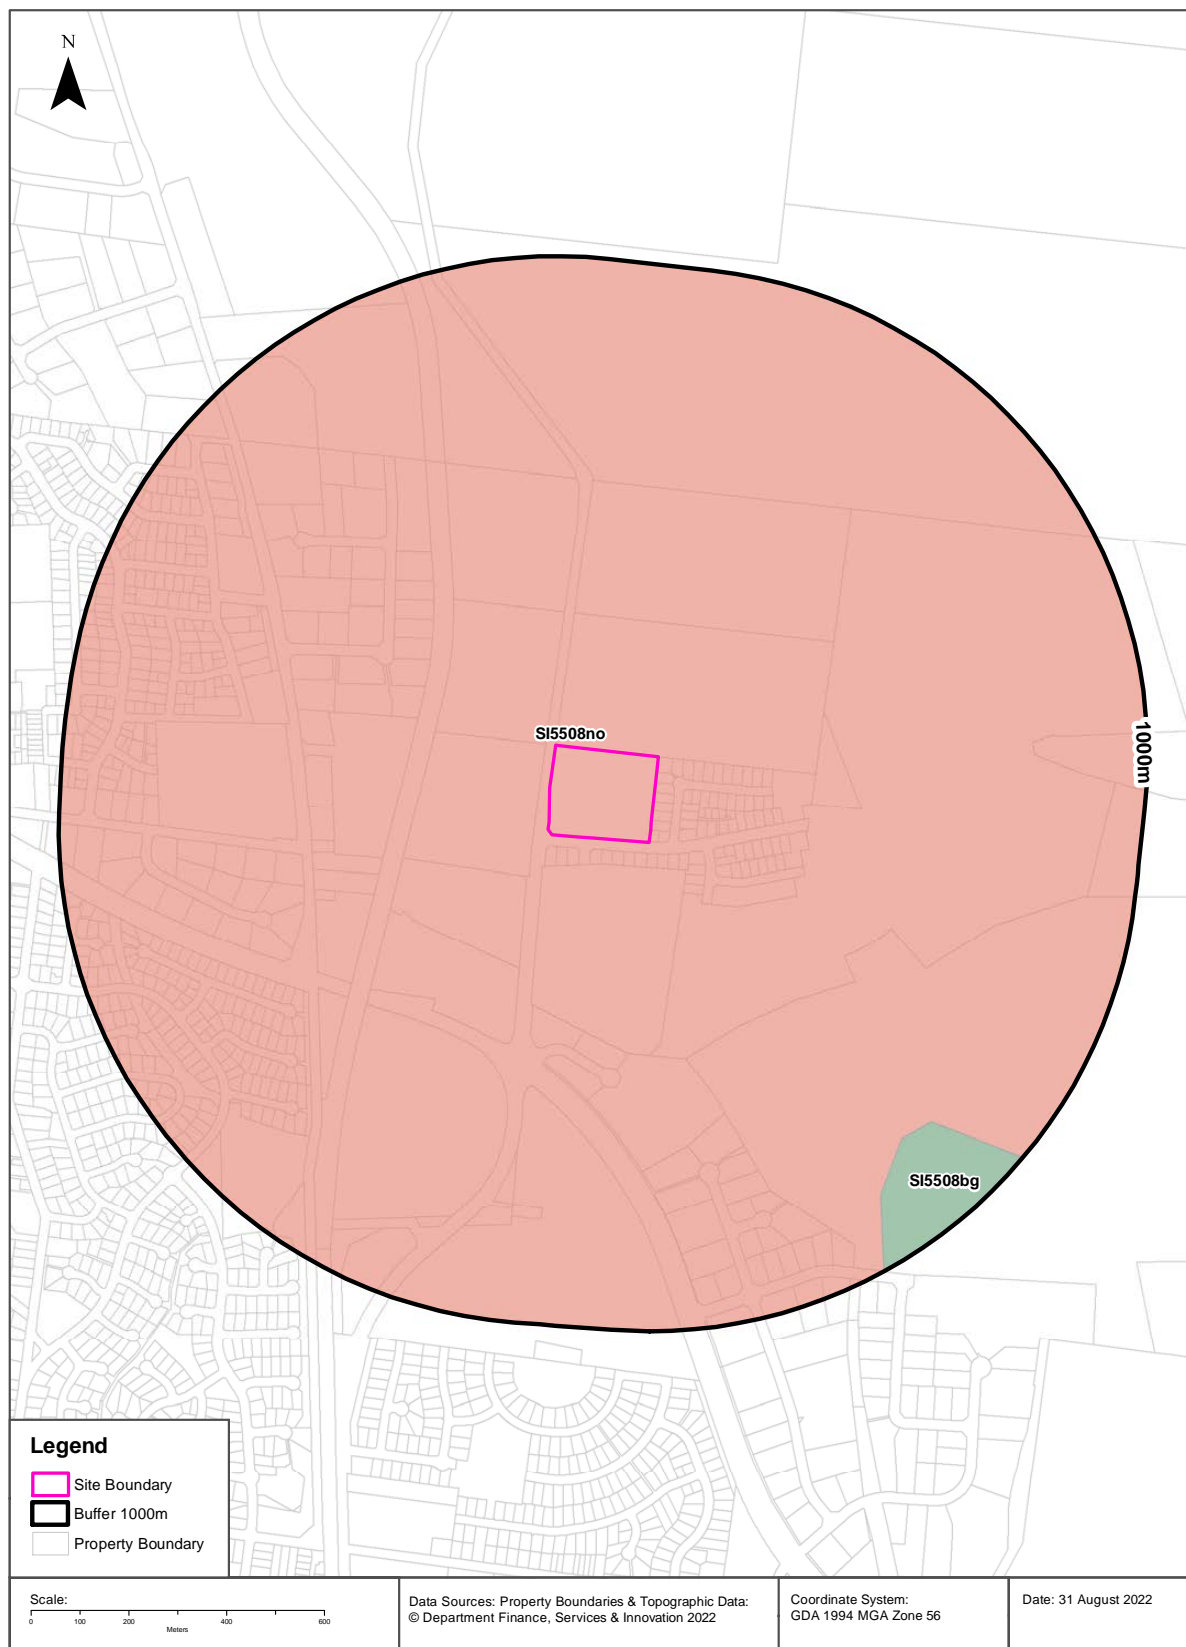 N
SI5508no
1000m
SI5508bg
Legend
Site Boundary
Buffer 1000m
Property Boundary
Scale:
0 100 200 400 600
Meters
Data Sources: Property Boundaries & Topographic Data:
© Department Finance, Services & Innovation 2022
Coordinate System:
GDA 1994 MGA Zone 56
Date: 31 August 2022